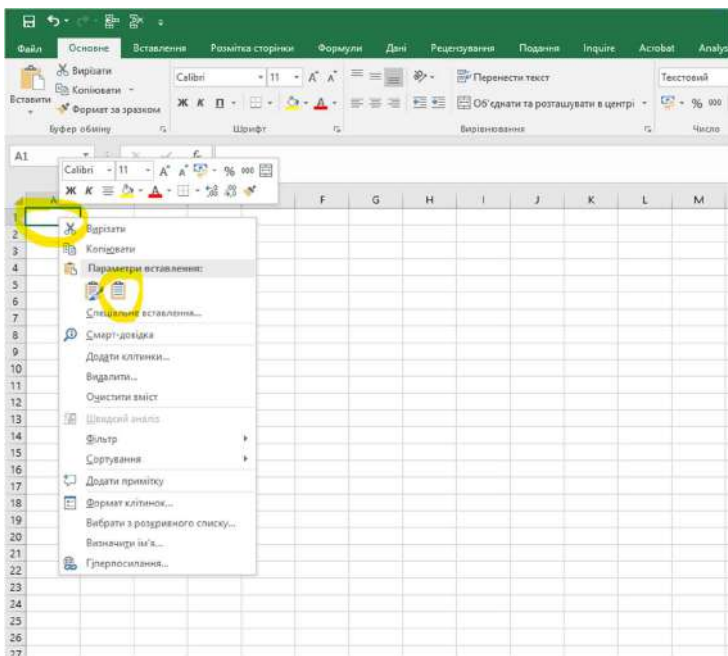 Файл Основне Вставлення Розмітка сторінки Формули Дані Рецензування Подання Inquire Acrobat Analys
Вирізати
Копіювати
Вставити
Формат за зразком
Calibri 11
Ж К П
Перенести текст
Об'єднати та розташувати в центрі
Текстовий
% 000
Буфер обміну Шрифт Вирівнювання Число
A1
Calibri 11 % 000
Ж К
A F G H I J K L M
1
2
3
4
5
6
7
8
9
10
11
12
13
14
15
16
17
18
19
20
21
22
23
24
25
26
27
Вирізати
Копіювати
Параметри вставлення:
Спеціальне вставлення...
Смарт-довідка
Додати клітинки...
Видалити...
Очистити вміст
Швидкий аналіз
Фільтр
Сортування
Додати примітку
Формат клітинок...
Вибрати з розкривного списку...
Визначити ім'я...
Гіперпосилання...